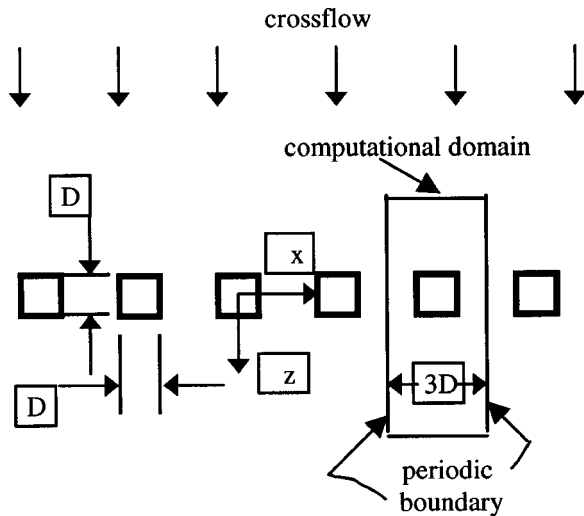 crossflow
computational domain
D
x
D
z
3D
periodic
boundary